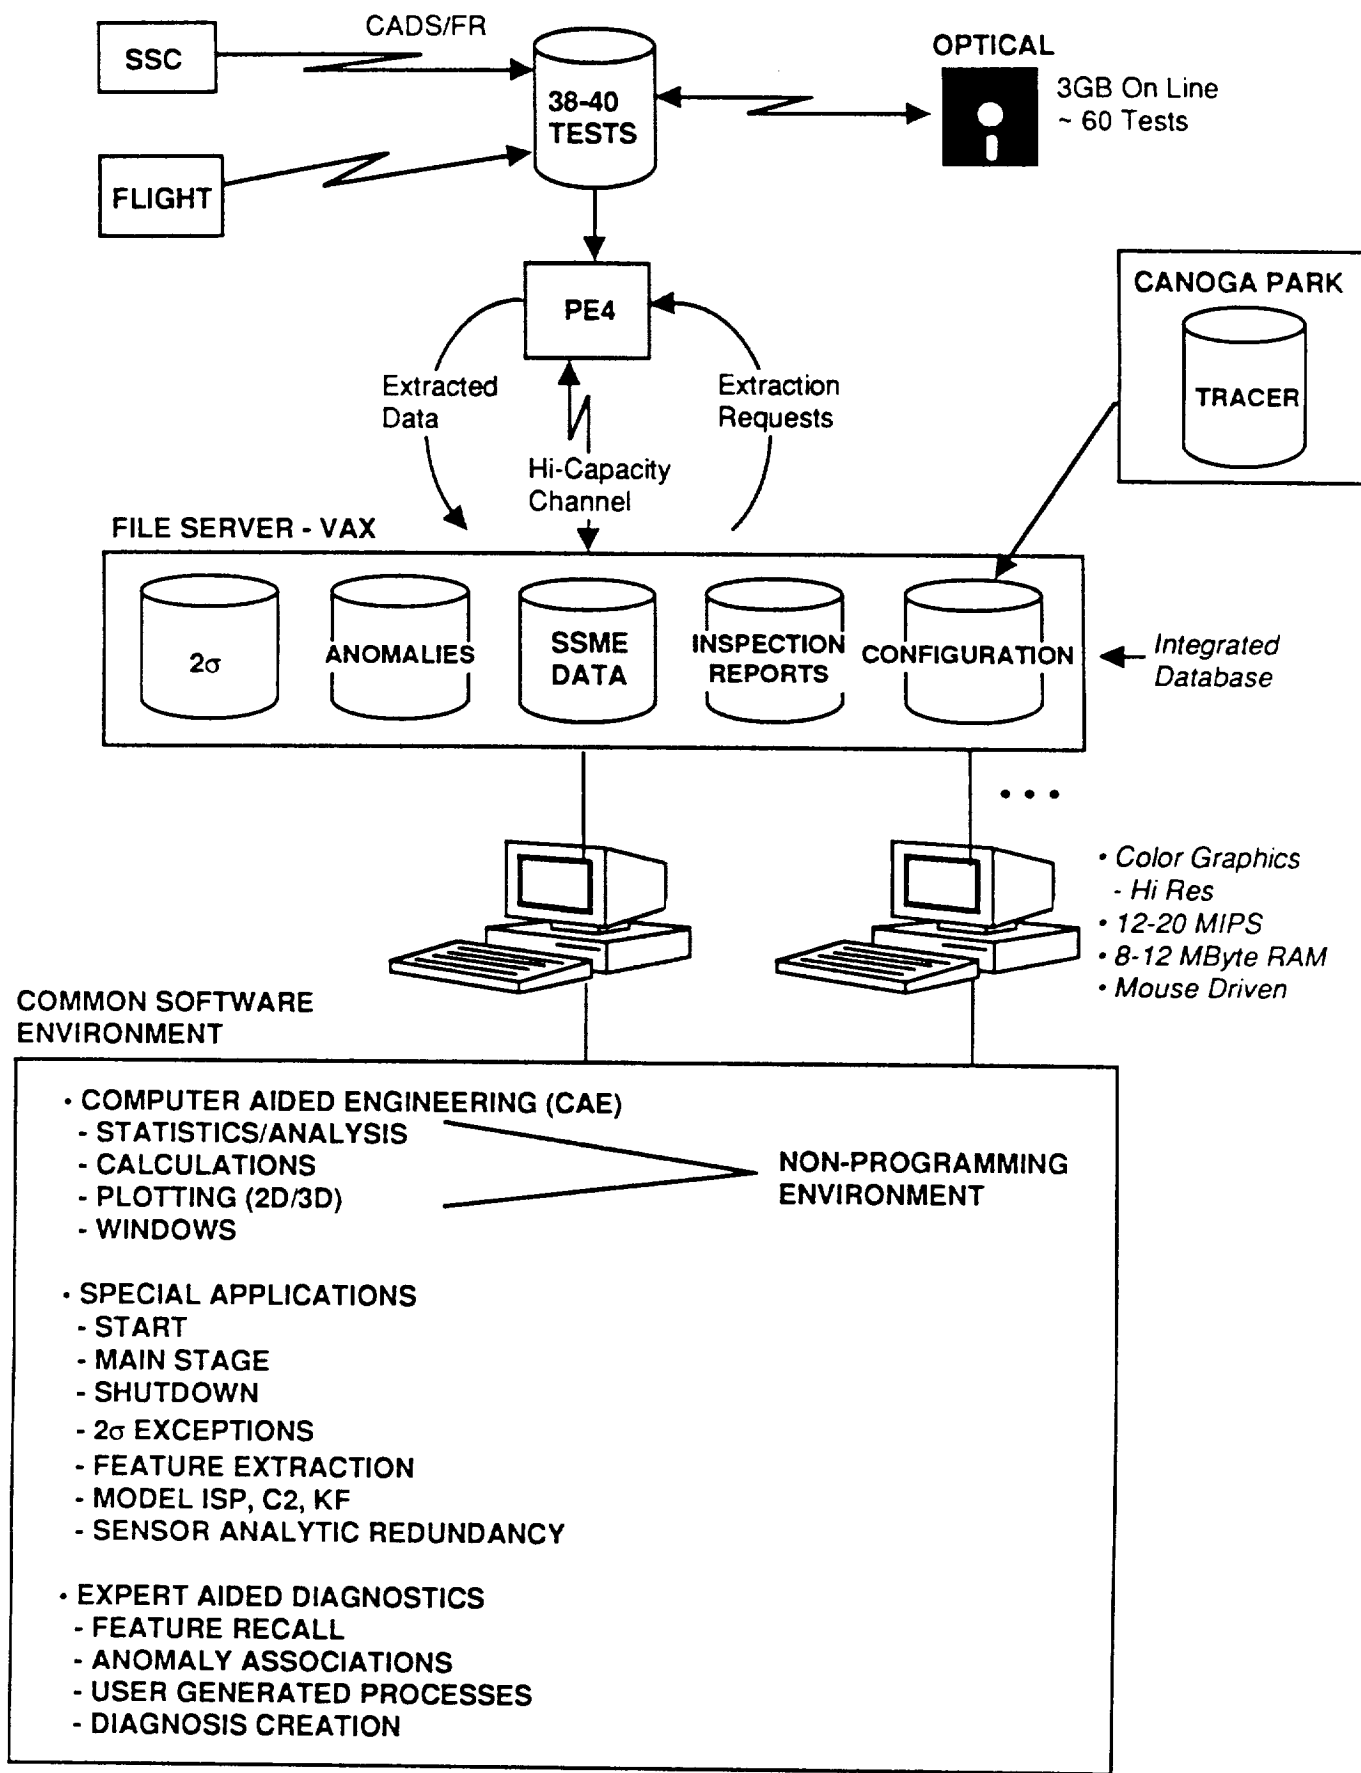 CADS/FR
SSC
OPTICAL
38-40
TESTS
3GB On Line
~ 60 Tests
FLIGHT
CANOGA PARK
PE4
TRACER
Extracted
Data
Extraction
Requests
Hi-Capacity
Channel
FILE SERVER - VAX
2σ
ANOMALIES
SSME
DATA
INSPECTION
REPORTS
CONFIGURATION
Integrated
Database
• • •
• Color Graphics
- Hi Res
• 12-20 MIPS
• 8-12 MByte RAM
• Mouse Driven
COMMON SOFTWARE
ENVIRONMENT
• COMPUTER AIDED ENGINEERING (CAE)
- STATISTICS/ANALYSIS
- CALCULATIONS
- PLOTTING (2D/3D)
- WINDOWS
NON-PROGRAMMING
ENVIRONMENT
• SPECIAL APPLICATIONS
- START
- MAIN STAGE
- SHUTDOWN
- 2σ EXCEPTIONS
- FEATURE EXTRACTION
- MODEL ISP, C2, KF
- SENSOR ANALYTIC REDUNDANCY
• EXPERT AIDED DIAGNOSTICS
- FEATURE RECALL
- ANOMALY ASSOCIATIONS
- USER GENERATED PROCESSES
- DIAGNOSIS CREATION